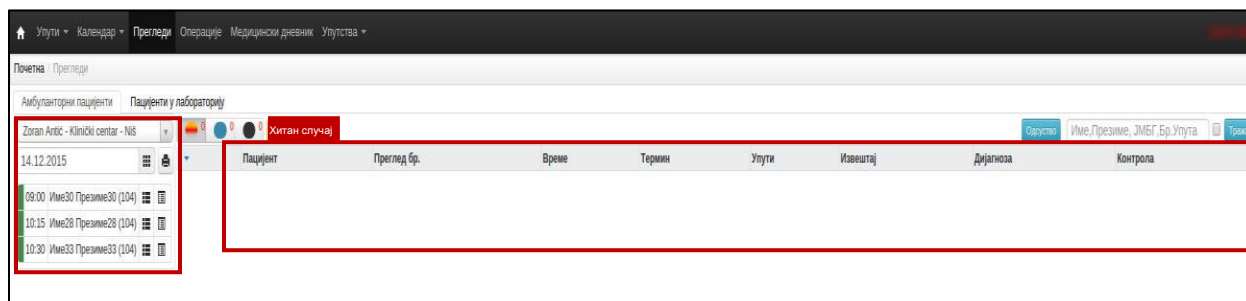 Упути Календар Прегледи Операције Медицински дневник Упутства
Почетна / Прегледи
Амбуланторни пацијенти Пацијенти у лабораторију
Zoran Antić - Klinički centar - Niš 0 0 0 Хитан случај Одсуство Име,Презиме, ЈМБГ,Бр.Упута
14.12.2015 Пацијент Преглед бр. Време Термин Упути Извештај Дијагноза Контрола
09:00 Име30 Презиме30 (104)
10:15 Име28 Презиме28 (104)
10:30 Име33 Презиме33 (104)